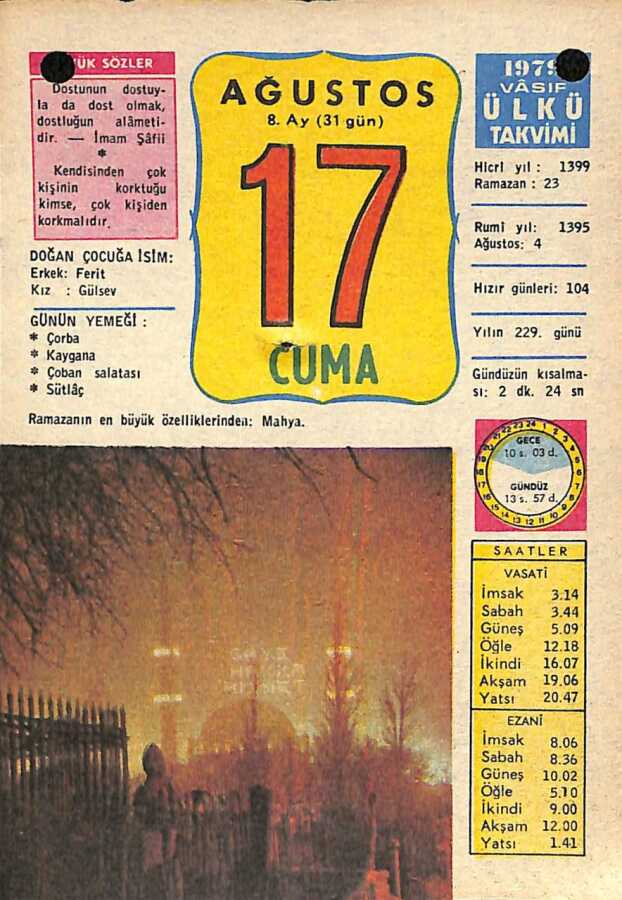 ÜK SÖZLER
Dostunun dostuy-
la da dost olmak,
dostluğun alâmeti-
dir. — İmam Şâfii
*
Kendisinden çok
kişinin korktuğu
kimse, çok kişiden
korkmalıdır.
DOĞAN ÇOCUĞA İSİM:
Erkek: Ferit
Kız : Gülsev
GÜNÜN YEMEĞİ :
* Çorba
* Kaygana
* Çoban salatası
* Sütlâç
AĞUSTOS
8. Ay (31 gün)
17
CUMA
1979
VÂSIF
ÜLKÜ
TAKVİMİ
Hicri yıl : 1399
Ramazan : 23
Rumi yıl: 1395
Ağustos: 4
Hızır günleri: 104
Yılın 229. günü
Gündüzün kısalma-
sı: 2 dk. 24 sn
Ramazanın en büyük özelliklerinden: Mahya.
GECE
10 s. 03 d.
GÜNDÜZ
13 s. 57 d.
SAATLER
VASATİ
İmsak 3.14
Sabah 3.44
Güneş 5.09
Öğle 12.18
İkindi 16.07
Akşam 19.06
Yatsı 20.47
EZANİ
İmsak 8.06
Sabah 8.36
Güneş 10.02
Öğle 5.10
İkindi 9.00
Akşam 12.00
Yatsı 1.41